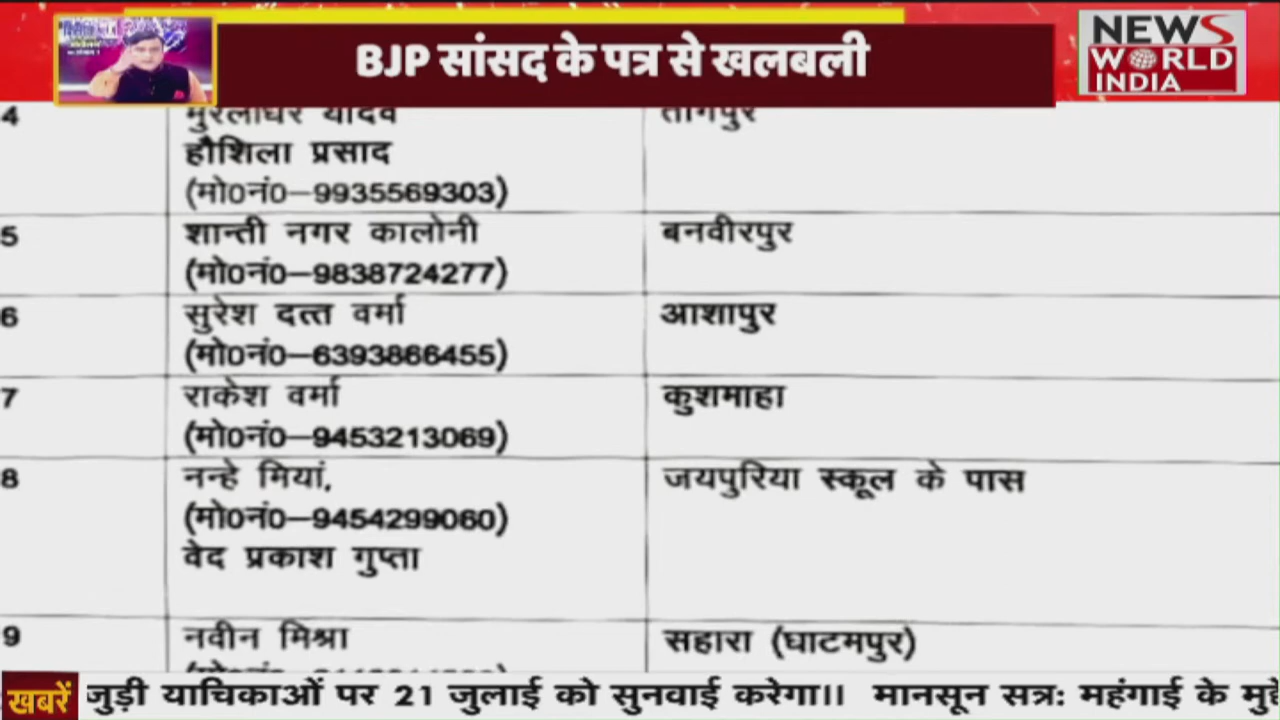 BJP सांसद के पत्र से खलबली
NEWS
WORLD
INDIA
4 मुरलीधर यादव
हौशिला प्रसाद
(मो0नं0–9935569303)
5 शान्ती नगर कालोनी बनवीरपुर
(मो0नं0–9838724277)
6 सुरेश दत्त वर्मा आशापुर
(मो0नं0–6393866455)
7 राकेश वर्मा कुशमाहा
(मो0नं0–9453213069)
8 नन्हे मियां, जयपुरिया स्कूल के पास
(मो0नं0–9454299060)
वेद प्रकाश गुप्ता
9 नवीन मिश्रा सहारा (घाटमपुर)
खबरें जुड़ी याचिकाओं पर 21 जुलाई को सुनवाई करेगा।। मानसून सत्र: महंगाई के